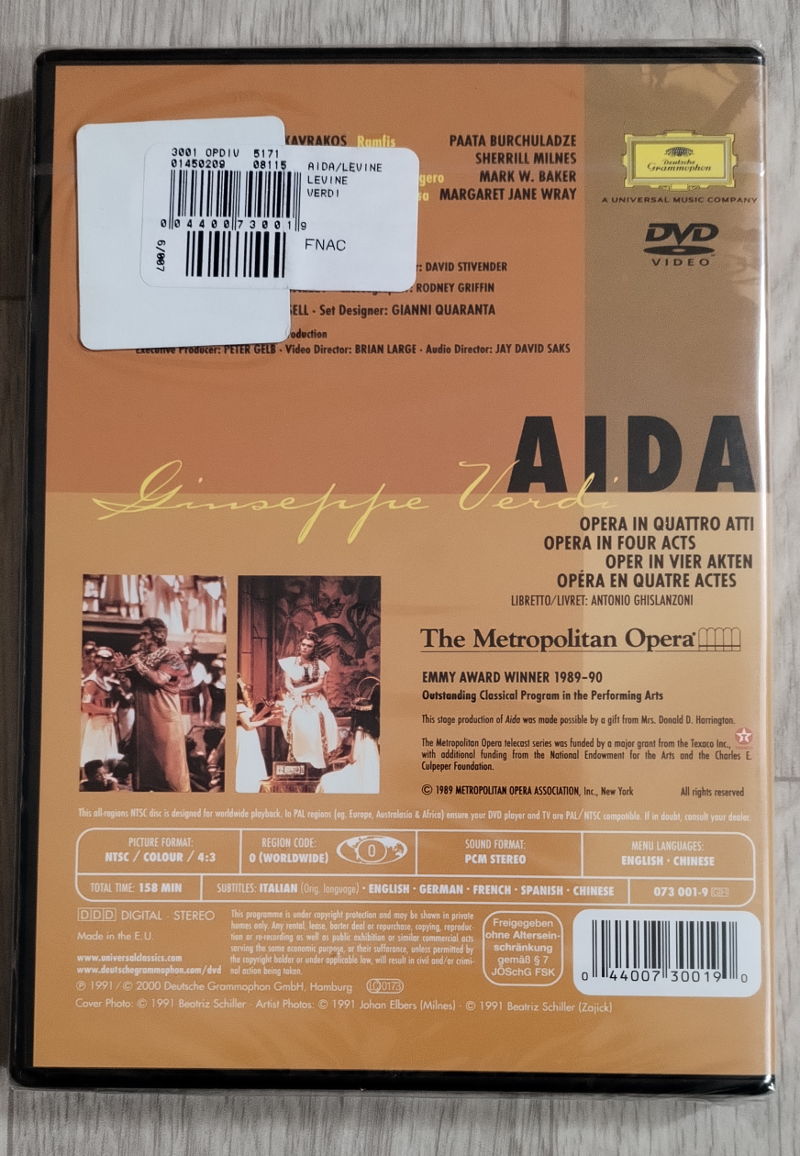 KAVRAKOS Ramfis PAATA BURCHULADZE
SHERRILL MILNES
MARK W. BAKER
MARGARET JANE WRAY
3001 OPDIV 5171
01450209 08115
AIDA/LEVINE
LEVINE
VERDI
0 044007 3001 9
FNAC
6/007
Deutsche
Grammophon
A UNIVERSAL MUSIC COMPANY
DVD
VIDEO
: DAVID STIVENDER
: RODNEY GRIFFIN
SELL · Set Designer: GIANNI QUARANTA
Executive Producer: PETER GELB · Video Director: BRIAN LARGE · Audio Director: JAY DAVID SAKS
AIDA
Giuseppe Verdi
OPERA IN QUATTRO ATTI
OPERA IN FOUR ACTS
OPER IN VIER AKTEN
OPÉRA EN QUATRE ACTES
LIBRETTO/LIVRET: ANTONIO GHISLANZONI
The Metropolitan Opera®
EMMY AWARD WINNER 1989–90
Outstanding Classical Program in the Performing Arts
This stage production of Aida was made possible by a gift from Mrs. Donald D. Harrington.
The Metropolitan Opera telecast series was funded by a major grant from the Texaco Inc.,
with additional funding from the National Endowment for the Arts and the Charles E.
Culpeper Foundation.
© 1989 METROPOLITAN OPERA ASSOCIATION, Inc., New York All rights reserved
This all-regions NTSC disc is designed for worldwide playback. In PAL regions (eg. Europe, Australasia & Africa) ensure your DVD player and TV are PAL/NTSC compatible. If in doubt, consult your dealer.
PICTURE FORMAT:
NTSC / COLOUR / 4:3
REGION CODE:
0 (WORLDWIDE)
0
SOUND FORMAT:
PCM STEREO
MENU LANGUAGES:
ENGLISH · CHINESE
TOTAL TIME: 158 MIN
SUBTITLES: ITALIAN (Orig. language) · ENGLISH · GERMAN · FRENCH · SPANISH · CHINESE
073 001-9 GH
DDD DIGITAL · STEREO
Made in the E. U.
www.universalclassics.com
www.deutschegrammophon.com/dvd
This programme is under copyright protection and may be shown in private
homes only. Any rental, lease, barter deal or repurchase, copying, reproduc-
tion or re-recording as well as public exhibition or similar commercial acts
serving the same economic purpose, or their sufferance, unless permitted by
the copyright holder or under applicable law, will result in civil and/or crimi-
nal action being taken.
Freigegeben
ohne Alterseinschränkung
gemäß § 7
JÖSchG FSK
0 44007 30019 0
℗ 1991 / © 2000 Deutsche Grammophon GmbH, Hamburg LC 0173
Cover Photo: © 1991 Beatriz Schiller · Artist Photos: © 1991 Johan Elbers (Milnes) · © 1991 Beatriz Schiller (Zajick)